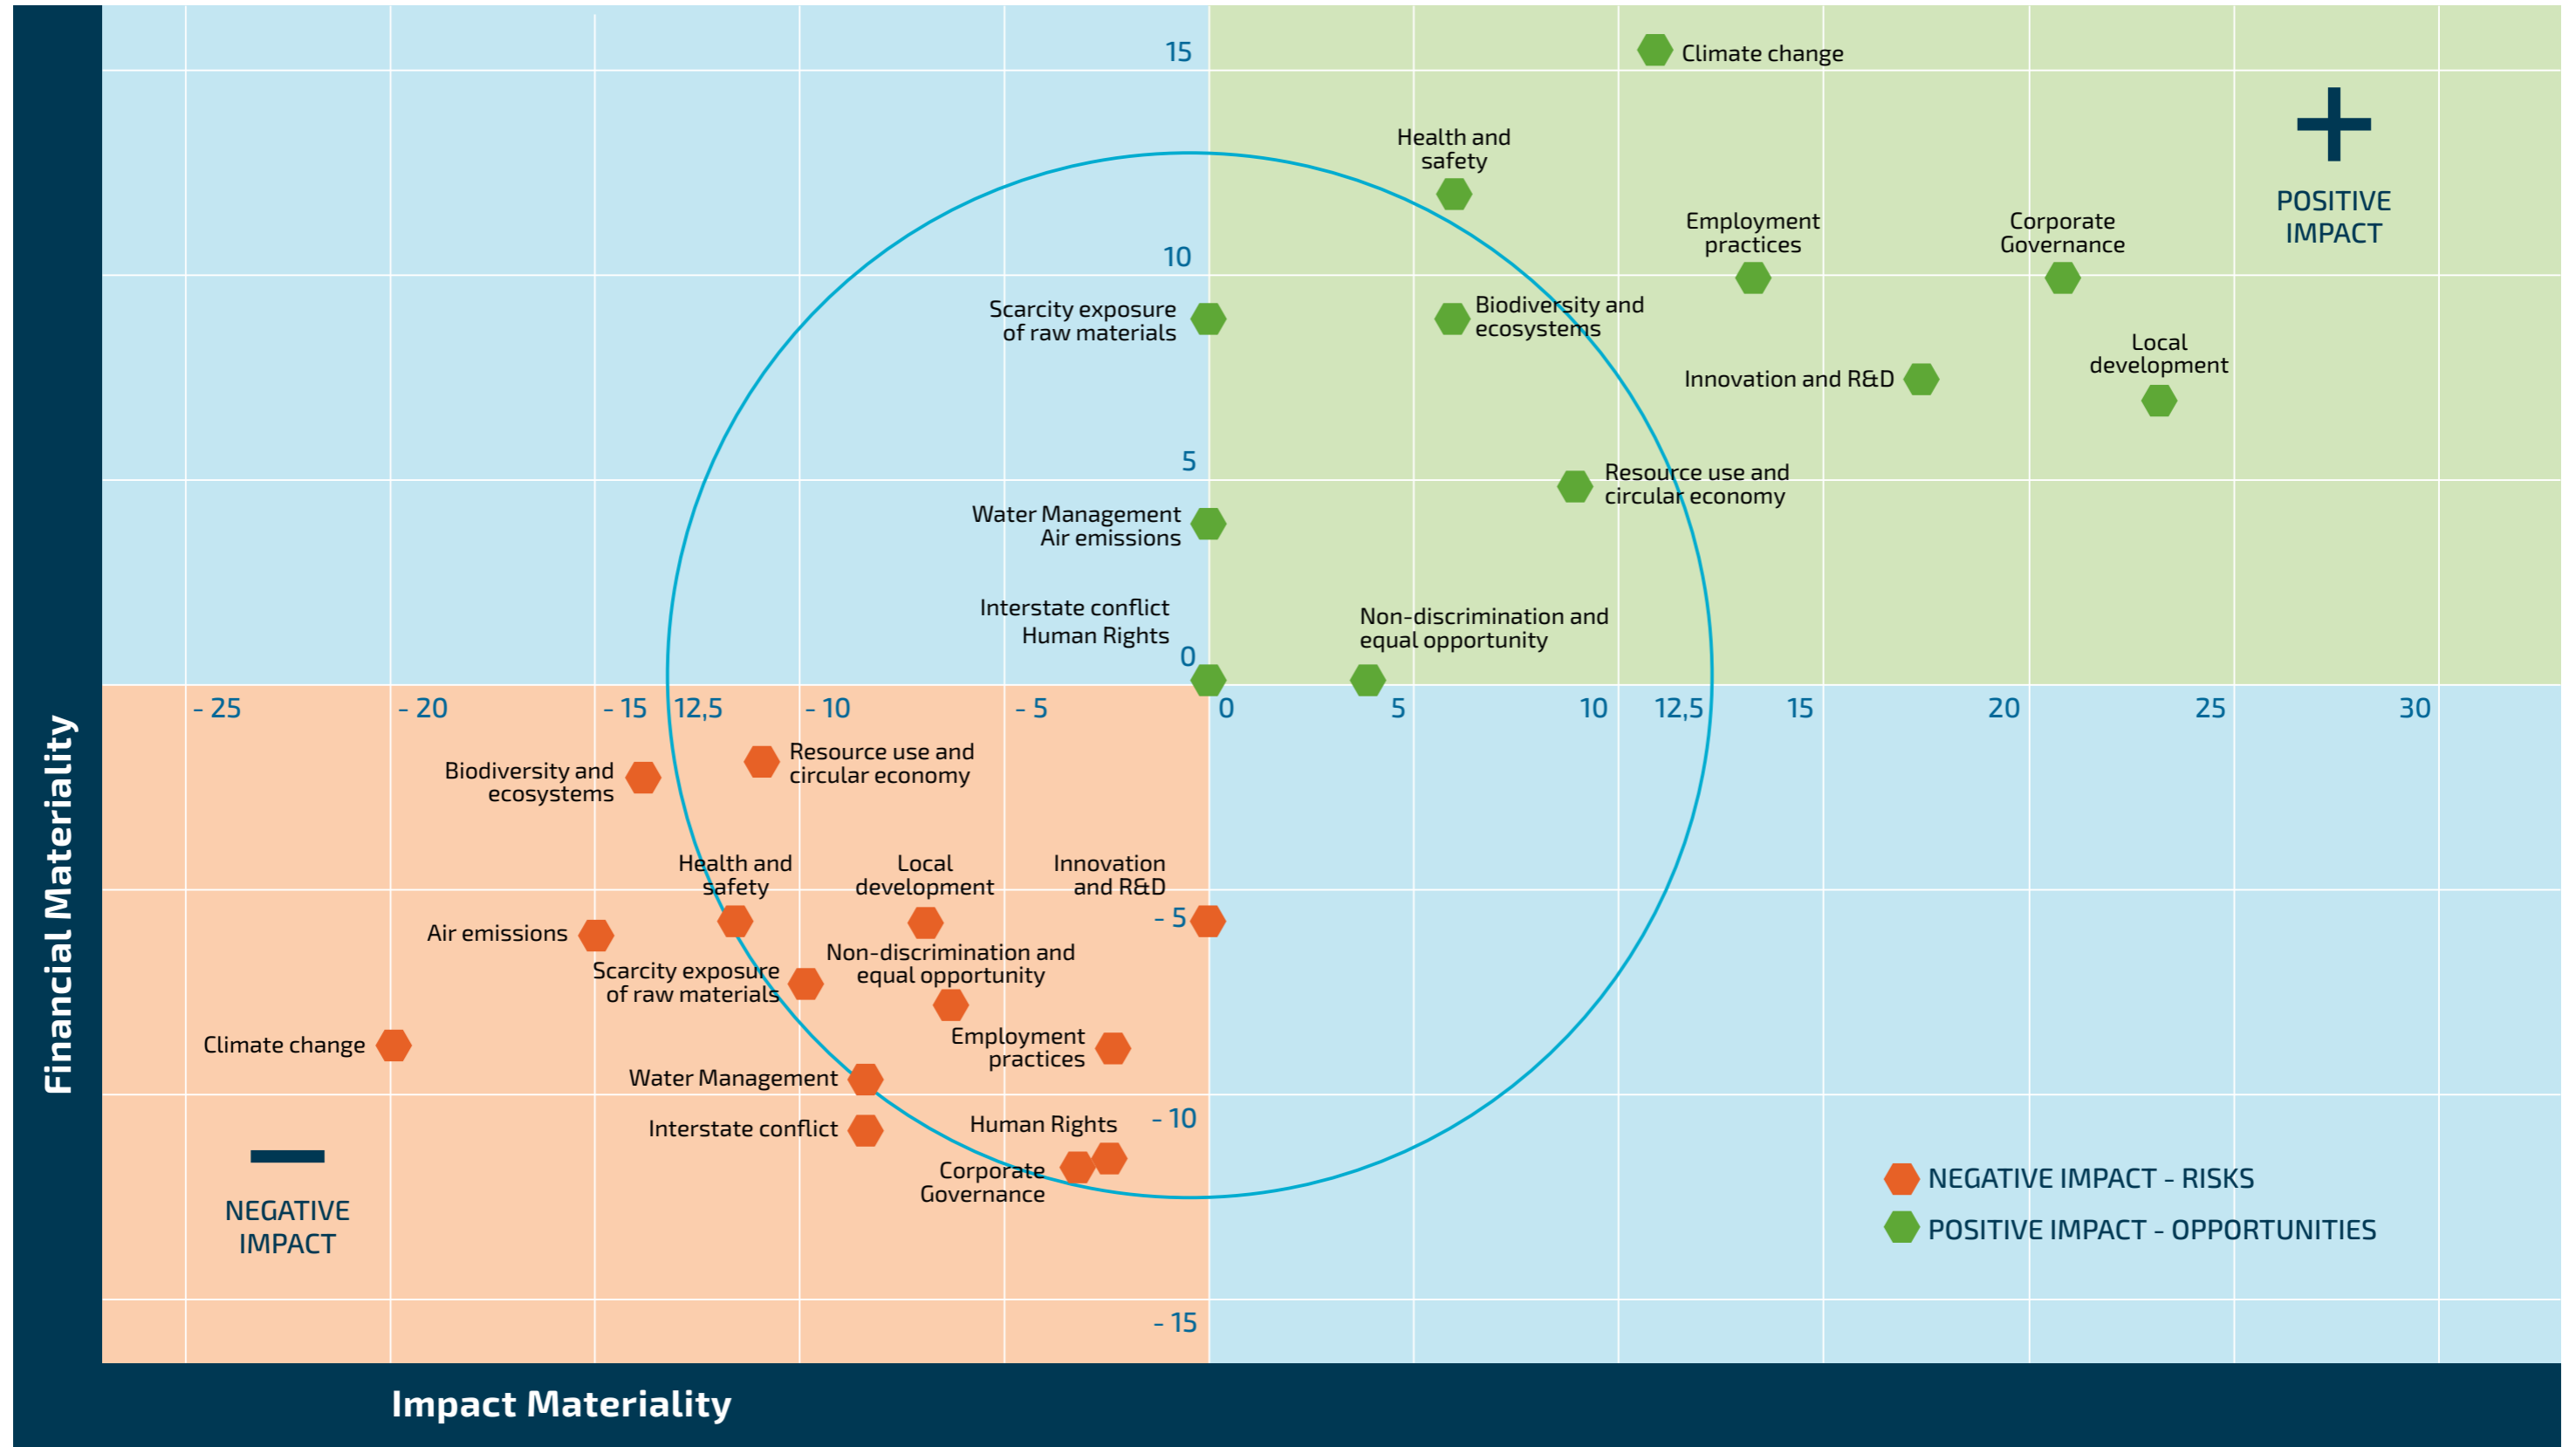 15
Climate change
Health and
safety
POSITIVE
IMPACT
Employment
practices
Corporate
Governance
10
Scarcity exposure
of raw materials
Biodiversity and
ecosystems
Local
development
Innovation and R&D
5
Resource use and
circular economy
Water Management
Air emissions
Interstate conflict
Human Rights
Non-discrimination and
equal opportunity
0
- 25
- 20
- 15
12,5
- 10
- 5
0
5
10
12,5
15
20
25
30
Financial Materiality
Biodiversity and
ecosystems
Resource use and
circular economy
Health and
safety
Local
development
Innovation
and R&D
- 5
Air emissions
Non-discrimination and
equal opportunity
Scarcity exposure
of raw materials
Climate change
Employment
practices
Water Management
- 10
Interstate conflict
Human Rights
Corporate
Governance
NEGATIVE
IMPACT
NEGATIVE IMPACT - RISKS
POSITIVE IMPACT - OPPORTUNITIES
- 15
Impact Materiality